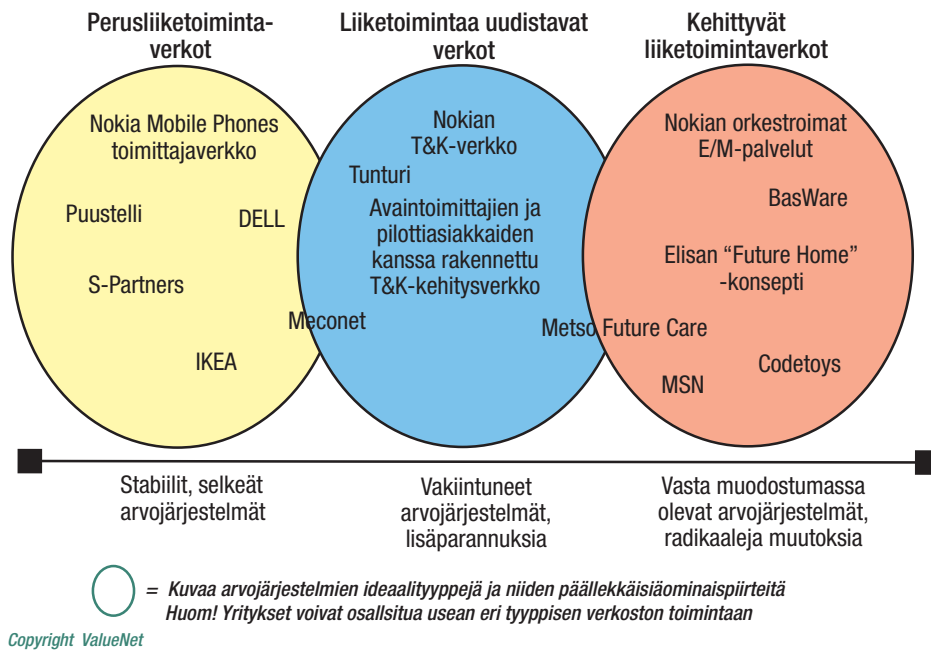 Perusliiketoiminta-
verkot
Liiketoimintaa uudistavat
verkot
Kehittyvät
liiketoimintaverkot
Nokia Mobile Phones
toimittajaverkko
Puustelli
DELL
S-Partners
Meconet
IKEA
Nokian
T&K-verkko
Tunturi
Avaintoimittajien ja
pilottiasiakkaiden
kanssa rakennettu
T&K-kehitysverkko
Metso Future Care
Nokian orkestroimat
E/M-palvelut
BasWare
Elisan “Future Home”
-konsepti
Codetoys
MSN
Stabiilit, selkeät
arvojärjestelmät
Vakiintuneet
arvojärjestelmät,
lisäparannuksia
Vasta muodostumassa
olevat arvojärjestelmät,
radikaaleja muutoksia
= Kuvaa arvojärjestelmien ideaalityyppejä ja niiden päällekkäisiäominaispiirteitä
Huom! Yritykset voivat osallsitua usean eri tyyppisen verkoston toimintaan
Copyright ValueNet